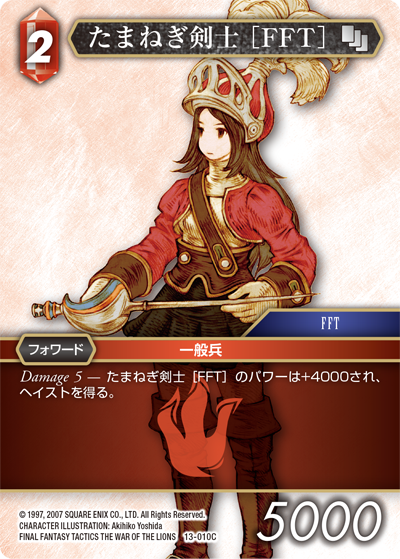 2
たまねぎ剣士［FFT］
FFT
フォワード
一般兵
Damage 5 — たまねぎ剣士［FFT］のパワーは+4000され、
ヘイストを得る。
© 1997, 2007 SQUARE ENIX CO., LTD. All Rights Reserved.
CHARACTER ILLUSTRATION: Akihiko Yoshida
FINAL FANTASY TACTICS THE WAR OF THE LIONS 13-010C
5000